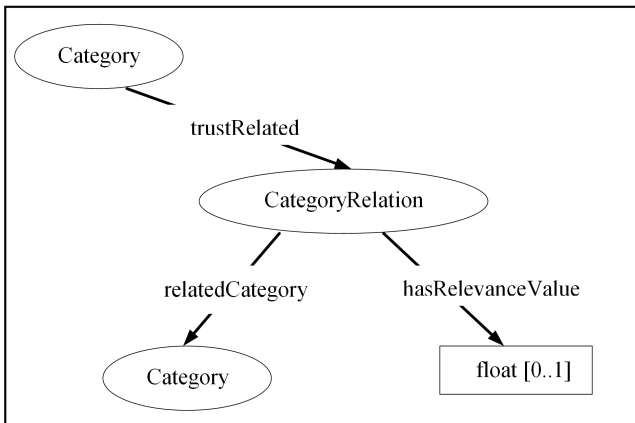 Category
trustRelated
CategoryRelation
relatedCategory
hasRelevanceValue
Category
float [0..1]